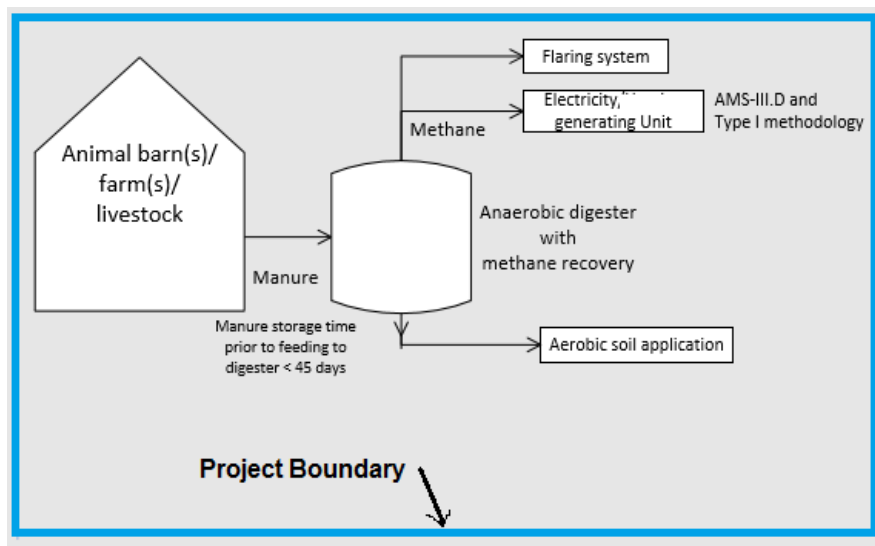 Flaring system
Electricity/
generating Unit
AMS-III.D and
Type I methodology
Methane
Animal barn(s)/
farm(s)/
livestock
Anaerobic digester
with
methane recovery
Manure
Manure storage time
prior to feeding to
digester < 45 days
Aerobic soil application
Project Boundary